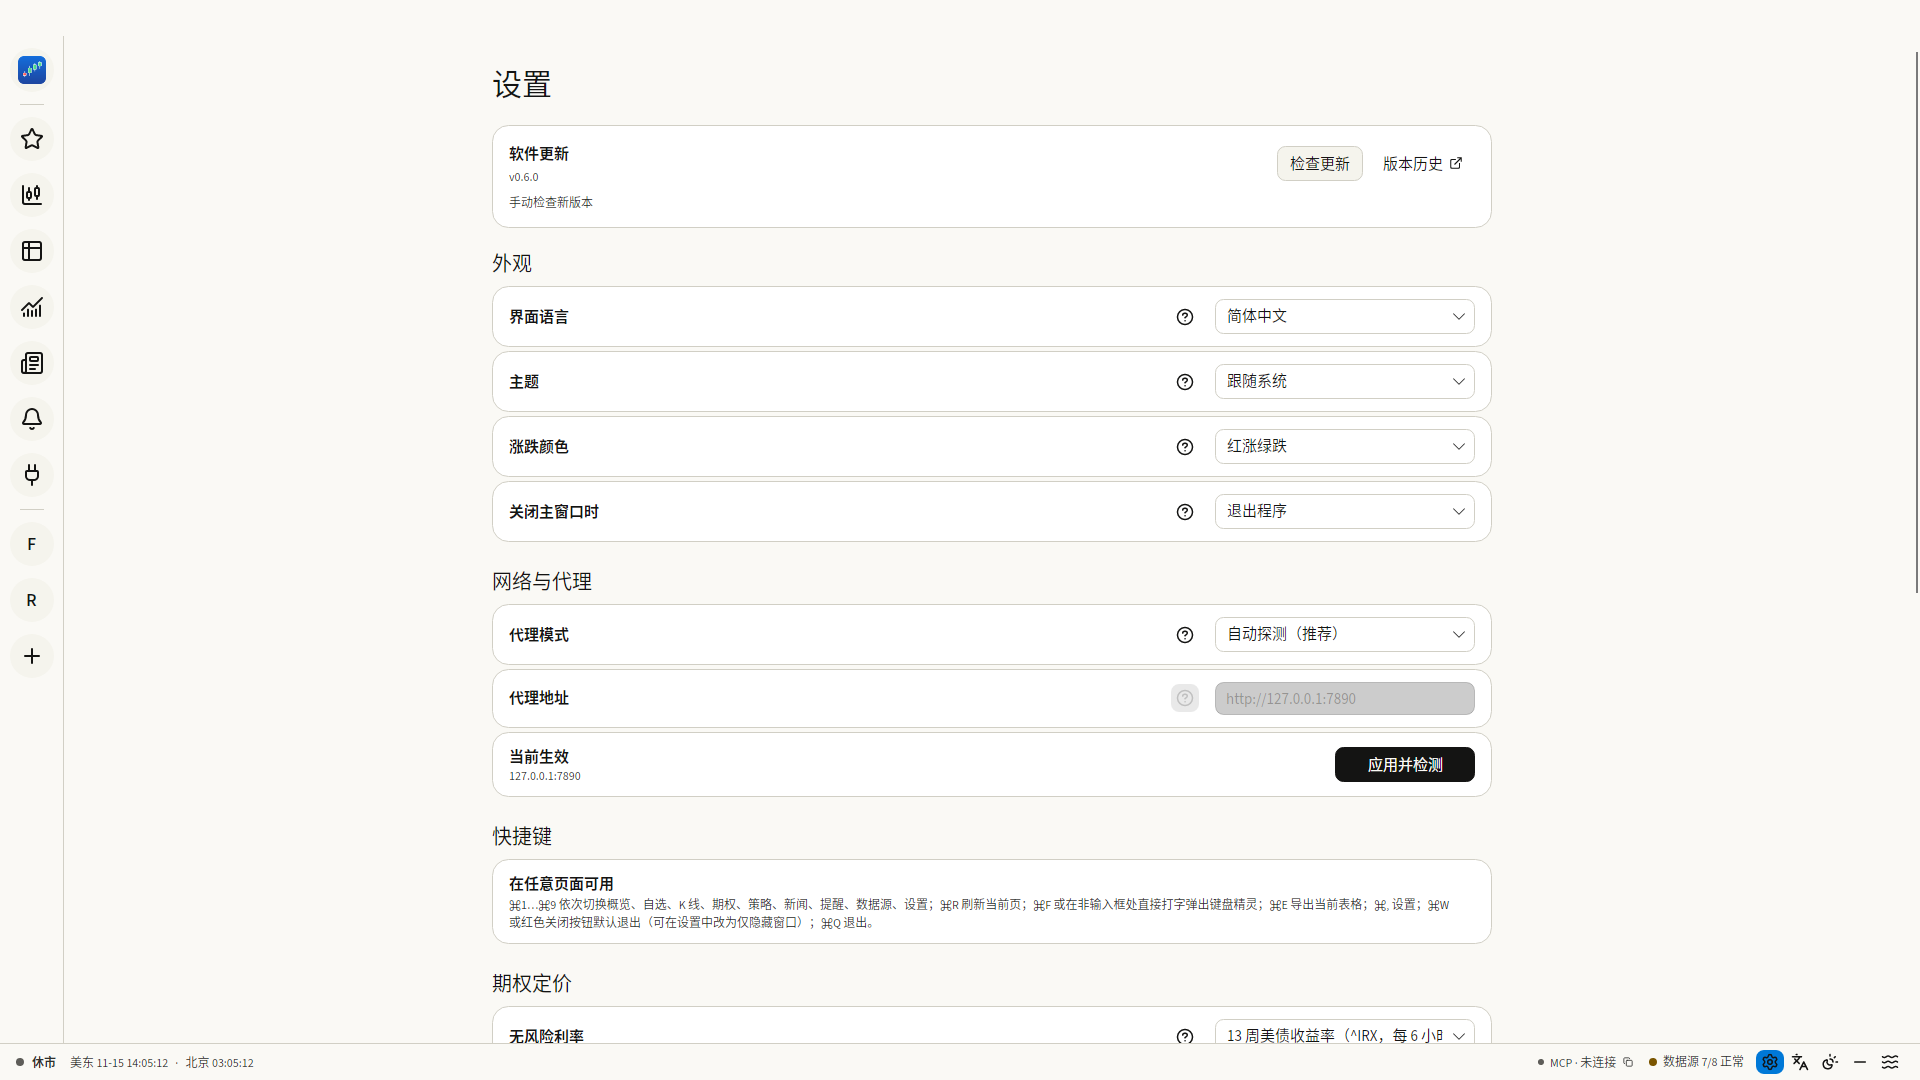 设置
软件更新
v0.6.0
手动检查新版本
检查更新
版本历史
外观
界面语言
简体中文
主题
跟随系统
涨跌颜色
红涨绿跌
关闭主窗口时
退出程序
网络与代理
代理模式
自动探测（推荐）
代理地址
http://127.0.0.1:7890
当前生效
127.0.0.1:7890
应用并检测
快捷键
在任意页面可用
⌘1…⌘9 依次切换概览、自选、K 线、期权、策略、新闻、提醒、数据源、设置；⌘R 刷新当前页；⌘F 或在非输入框处直接打字弹出键盘精灵；⌘E 导出当前表格；⌘, 设置；⌘W
或红色关闭按钮默认退出（可在设置中改为仅隐藏窗口）；⌘Q 退出。
期权定价
无风险利率
13 周美债收益率（^IRX，每 6 小
F
R
休市
美东 11-15 14:05:12 · 北京 03:05:12
MCP · 未连接
数据源 7/8 正常